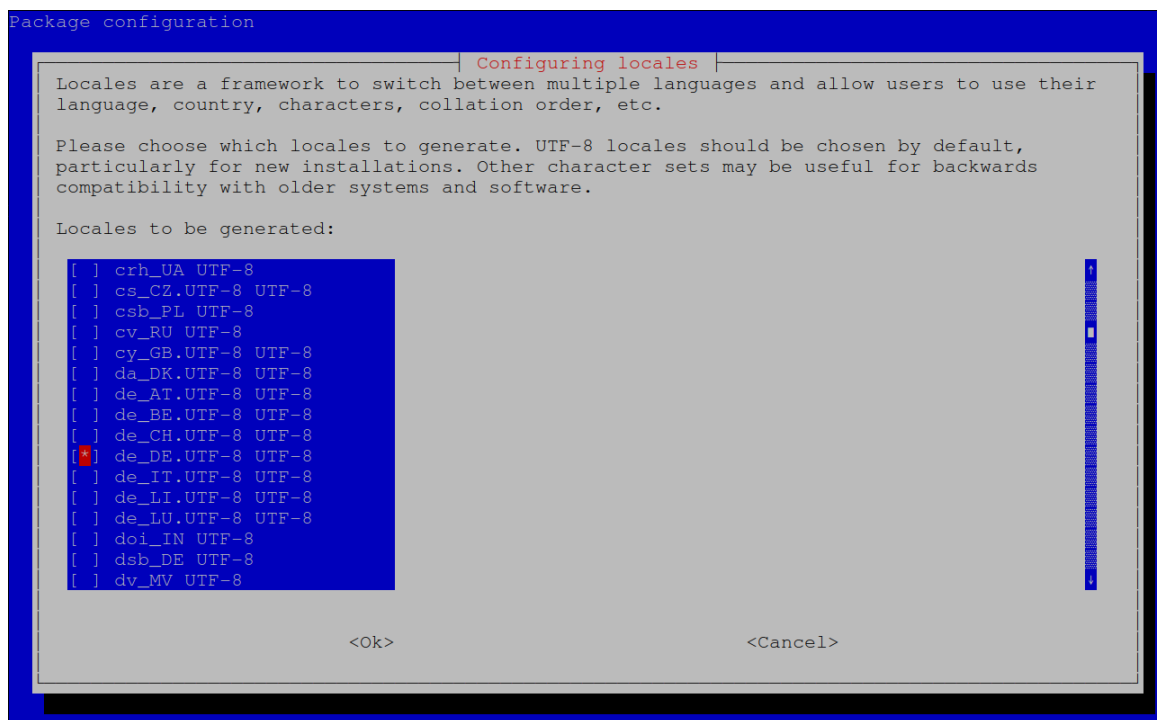 Package configuration
Configuring locales
Locales are a framework to switch between multiple languages and allow users to use their
language, country, characters, collation order, etc.
Please choose which locales to generate. UTF-8 locales should be chosen by default,
particularly for new installations. Other character sets may be useful for backwards
compatibility with older systems and software.
Locales to be generated:
[ ] crh_UA UTF-8
[ ] cs_CZ.UTF-8 UTF-8
[ ] csb_PL UTF-8
[ ] cv_RU UTF-8
[ ] cy_GB.UTF-8 UTF-8
[ ] da_DK.UTF-8 UTF-8
[ ] de_AT.UTF-8 UTF-8
[ ] de_BE.UTF-8 UTF-8
[ ] de_CH.UTF-8 UTF-8
[*] de_DE.UTF-8 UTF-8
[ ] de_IT.UTF-8 UTF-8
[ ] de_LI.UTF-8 UTF-8
[ ] de_LU.UTF-8 UTF-8
[ ] doi_IN UTF-8
[ ] dsb_DE UTF-8
[ ] dv_MV UTF-8
<Ok> <Cancel>